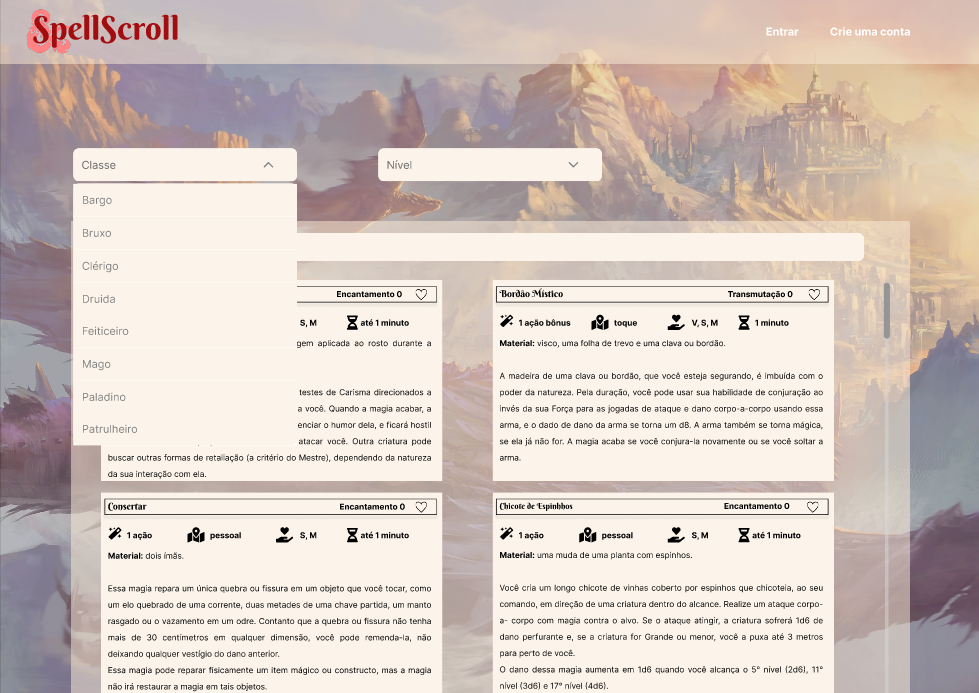 SpellScroll
Entrar
Crie uma conta
Classe
Nível
Bargo
Bruxo
Clérigo
Druida
Feiticeiro
Mago
Paladino
Patrulheiro
Encantamento 0
S, M
até 1 minuto
gem aplicada ao rosto durante a
testes de Carisma direcionados a
a você. Quando a magia acabar, a
enciar o humor dela, e ficará hostil
atacar você. Outra criatura pode
buscar outras formas de retaliação (a critério do Mestre), dependendo da natureza
da sua interação com ela.
Bordão Místico
Transmutação 0
1 ação bônus
toque
V, S, M
1 minuto
Material: visco, uma folha de trevo e uma clava ou bordão.
A madeira de uma clava ou bordão, que você esteja segurando, é imbuída com o
poder da natureza. Pela duração, você pode usar sua habilidade de conjuração ao
invés da sua Força para as jogadas de ataque e dano corpo-a-corpo usando essa
arma, e o dado de dano da arma se torna um d8. A arma também se torna mágica,
se ela já não for. A magia acaba se você conjura-la novamente ou se você soltar a
arma.
Consertar
Encantamento 0
1 ação
pessoal
S, M
até 1 minuto
Material: dois ímãs.
Essa magia repara um única quebra ou fissura em um objeto que você tocar, como
um elo quebrado de uma corrente, duas metades de uma chave partida, um manto
rasgado ou o vazamento em um odre. Contanto que a quebra ou fissura não tenha
mais de 30 centímetros em qualquer dimensão, você pode remenda-la, não
deixando qualquer vestígio do dano anterior.
Essa magia pode reparar fisicamente um item mágico ou constructo, mas a magia
não irá restaurar a magia em tais objetos.
Chicote de Espinhos
Encantamento 0
1 ação
pessoal
S, M
até 1 minuto
Material: uma muda de uma planta com espinhos.
Você cria um longo chicote de vinhas coberto por espinhos que chicoteia, ao seu
comando, em direção de uma criatura dentro do alcance. Realize um ataque corpo-
a- corpo com magia contra o alvo. Se o ataque atingir, a criatura sofrerá 1d6 de
dano perfurante e, se a criatura for Grande ou menor, você a puxa até 3 metros
para perto de você.
O dano dessa magia aumenta em 1d6 quando você alcança o 5° nível (2d6), 11°
nível (3d6) e 17° nível (4d6).